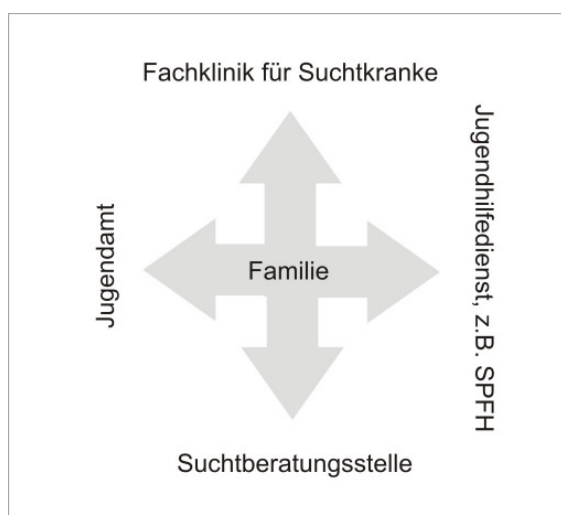 Fachklinik für Suchtkranke
Jugendamt
Familie
Jugendhilfedienst, z.B. SPFH
Suchtberatungsstelle